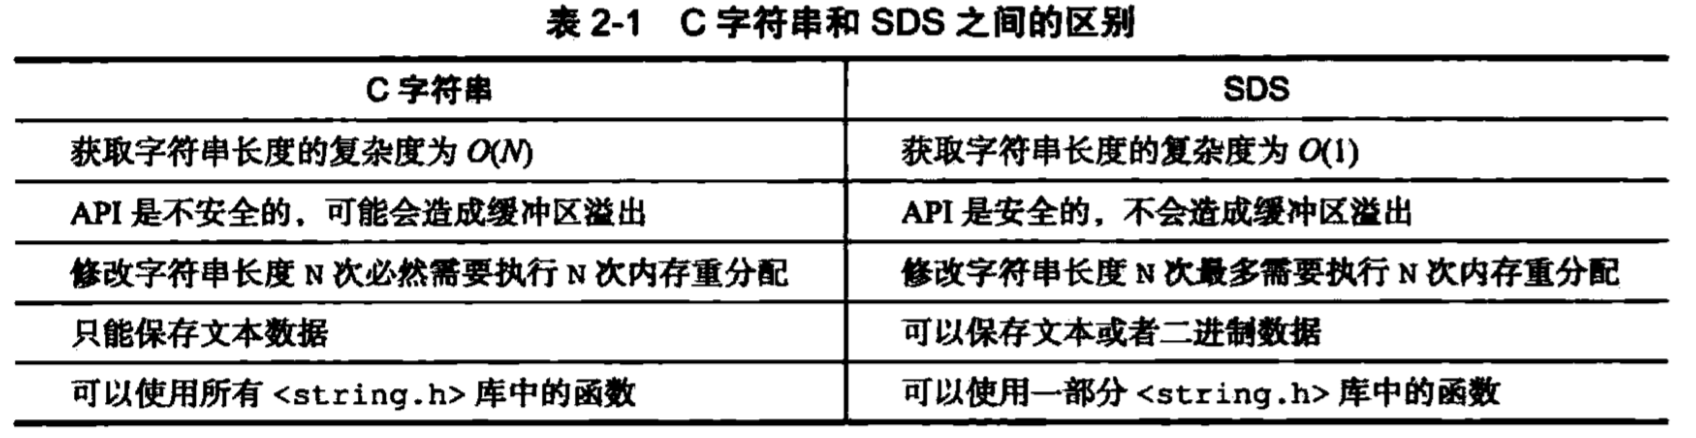 表 2-1 C 字符串和 SDS 之间的区别
C 字符串 SDS
获取字符串长度的复杂度为 O(N) 获取字符串长度的复杂度为 O(1)
API 是不安全的，可能会造成缓冲区溢出 API 是安全的，不会造成缓冲区溢出
修改字符串长度 N 次必然需要执行 N 次内存重分配 修改字符串长度 N 次最多需要执行 N 次内存重分配
只能保存文本数据 可以保存文本或者二进制数据
可以使用所有 <string.h> 库中的函数 可以使用一部分 <string.h> 库中的函数